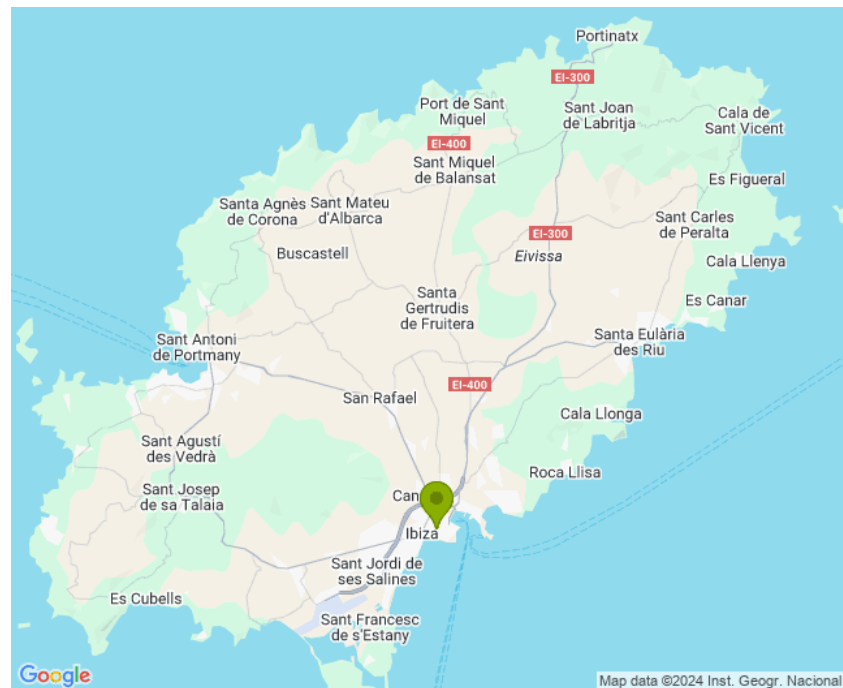 Portinatx
EI-300
Port de Sant
Miquel
Sant Joan
de Labritja
Cala de
Sant Vicent
EI-400
Sant Miquel
de Balansat
Es Figueral
Santa Agnès
de Corona
Sant Mateu
d'Albarca
Sant Carles
de Peralta
EI-300
Buscastell
Eivissa
Cala Llenya
Santa
Gertrudis
de Fruitera
Es Canar
Sant Antoni
de Portmany
Santa Eulària
des Riu
EI-400
San Rafael
Cala Llonga
Sant Agustí
des Vedrà
Roca Llisa
Sant Josep
de sa Talaia
Can
Ibiza
Sant Jordi de
ses Salines
Es Cubells
Sant Francesc
de s'Estany
Google
Map data ©2024 Inst. Geogr. Nacional